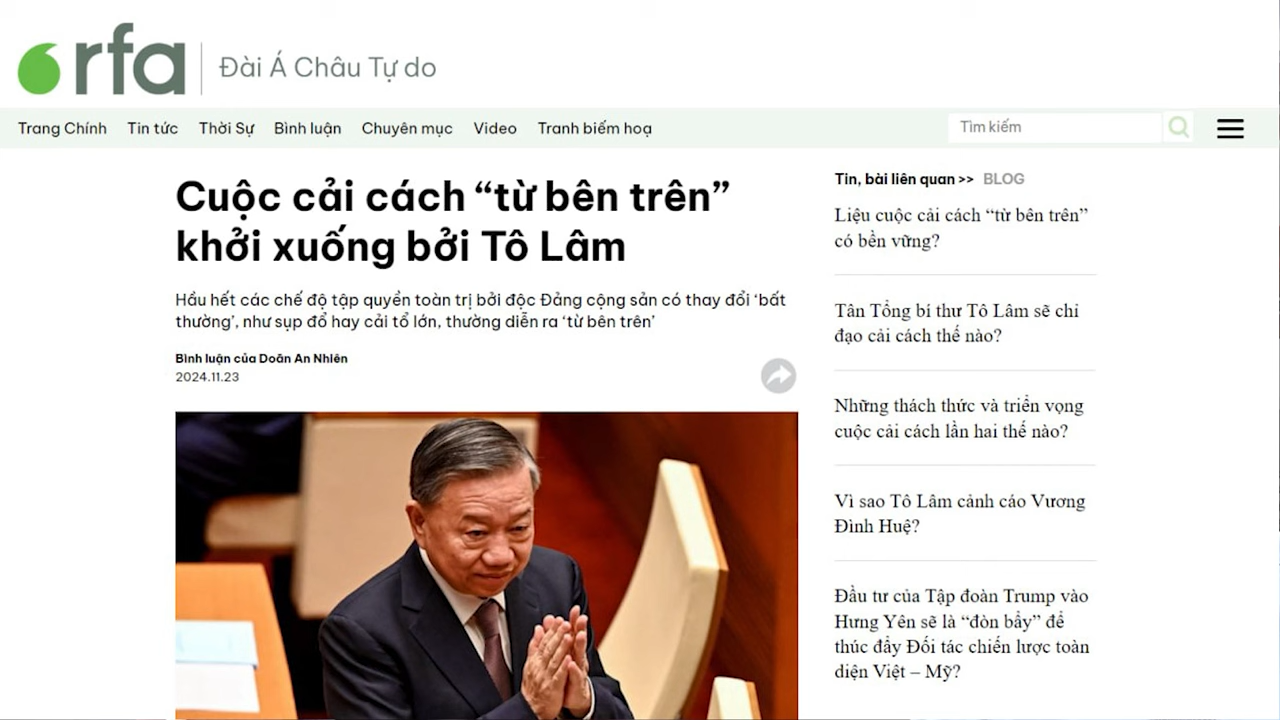 rfa
Đài Á Châu Tự do
Trang Chính Tin tức Thời Sự Bình luận Chuyên mục Video Tranh biếm hoạ
Tìm kiếm
Cuộc cải cách “từ bên trên”
khởi xuống bởi Tô Lâm
Hầu hết các chế độ tập quyền toàn trị bởi độc Đảng cộng sản có thay đổi ‘bất
thường’, như sụp đổ hay cải tổ lớn, thường diễn ra ‘từ bên trên’
Bình luận của Doãn An Nhiên
2024.11.23
Tin, bài liên quan >> BLOG
Liệu cuộc cải cách “từ bên trên”
có bền vững?
Tân Tổng bí thư Tô Lâm sẽ chỉ
đạo cải cách thế nào?
Những thách thức và triển vọng
cuộc cải cách lần hai thế nào?
Vì sao Tô Lâm cảnh cáo Vương
Đình Huệ?
Đầu tư của Tập đoàn Trump vào
Hưng Yên sẽ là “đòn bẩy” để
thúc đẩy Đối tác chiến lược toàn
diện Việt – Mỹ?